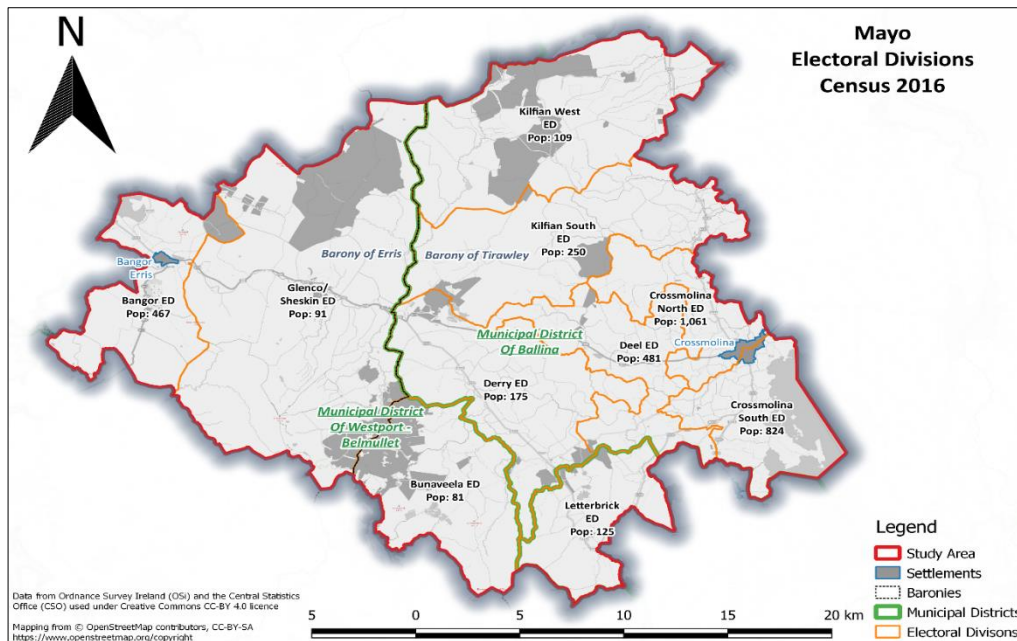 N
Mayo
Electoral Divisions
Census 2016
Kilfian West
ED
Pop: 109
Kilfian South
ED
Pop: 250
Barony of Erris
Barony of Tirawley
Bangor
Erris
Bangor ED
Pop: 467
Glenco/
Sheskin ED
Pop: 91
Crossmolina
North ED
Pop: 1,061
Crossmolina
Municipal District
Of Ballina
Deel ED
Pop: 481
Derry ED
Pop: 175
Crossmolina
South ED
Pop: 824
Municipal District
Of Westport -
Belmullet
Bunaveela ED
Pop: 81
Letterbrick
ED
Pop: 125
Legend
Study Area
Settlements
Baronies
Municipal Districts
Electoral Divisons
Data from Ordnance Survey Ireland (OSi) and the Central Statistics
Office (CSO) used under Creative Commons CC-BY 4.0 licence
Mapping from © OpenStreetMap contributors, CC-BY-SA
https://www.openstreetmap.org/copyright
5 0 5 10 15 20 km